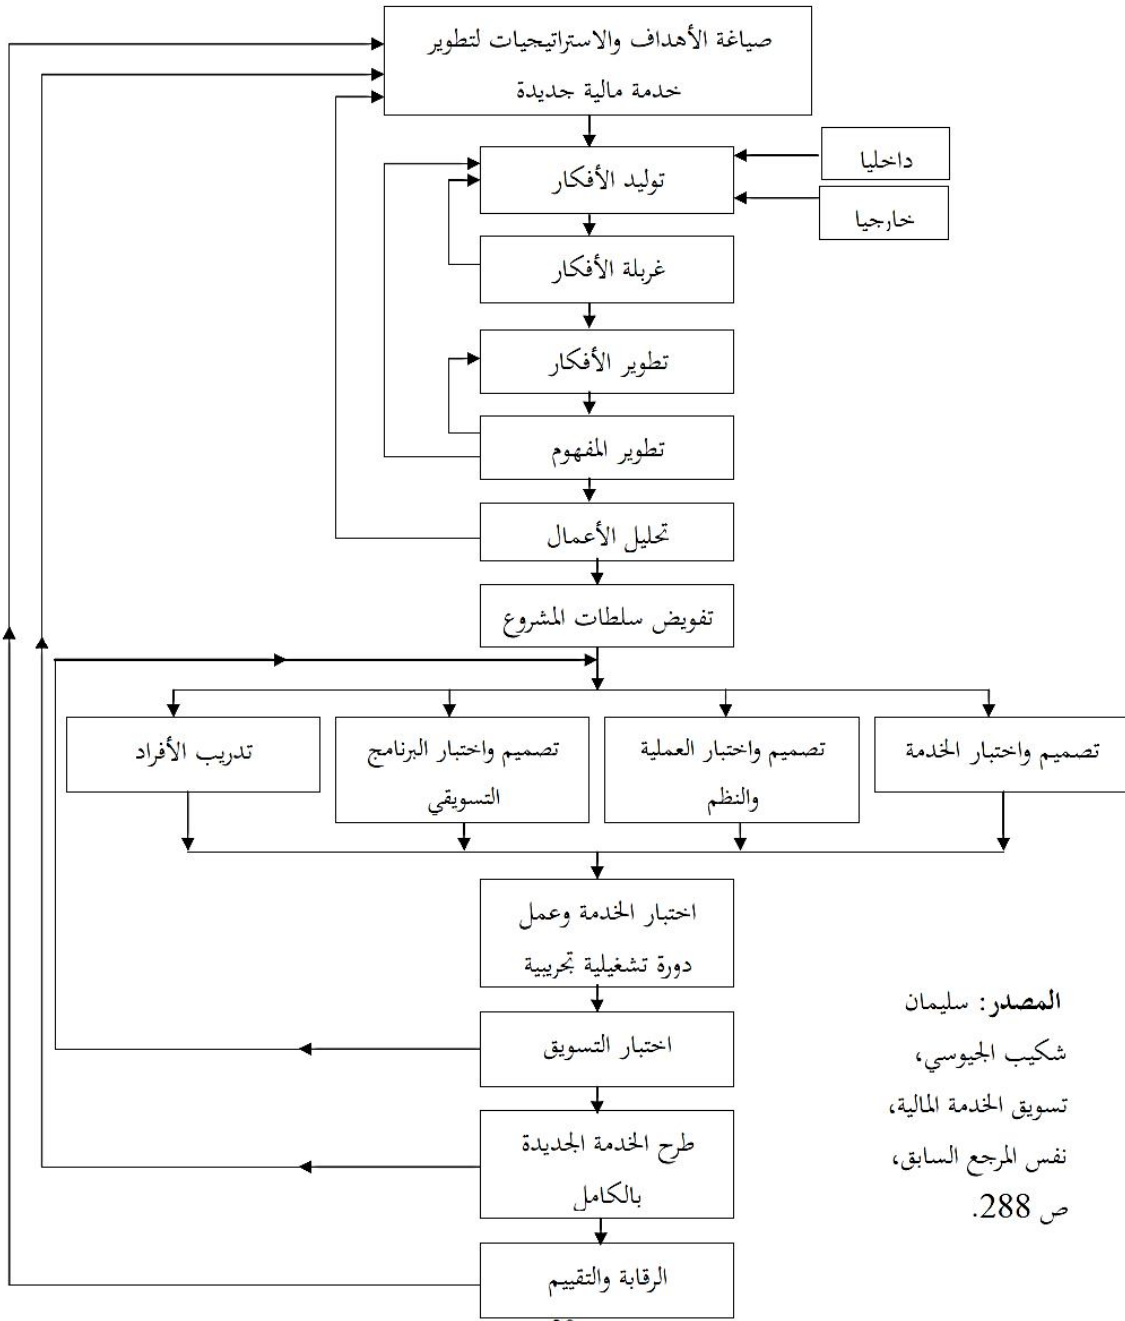 صياغة الأهداف والاستراتيجيات لتطوير
خدمة مالية جديدة
داخليا
توليد الأفكار
خارجيا
غربلة الأفكار
تطوير الأفكار
تطوير المفهوم
تحليل الأعمال
تفويض سلطات المشروع
تصميم واختبار الخدمة
تصميم واختبار العملية
والنظم
تصميم واختبار البرنامج
التسويقي
تدريب الأفراد
اختبار الخدمة وعمل
دورة تشغيلية تجريبية
اختبار التسويق
طرح الخدمة الجديدة
بالكامل
الرقابة والتقييم
المصدر: سليمان
شكيب الجيوسي،
تسويق الخدمة المالية،
نفس المرجع السابق،
ص 288.